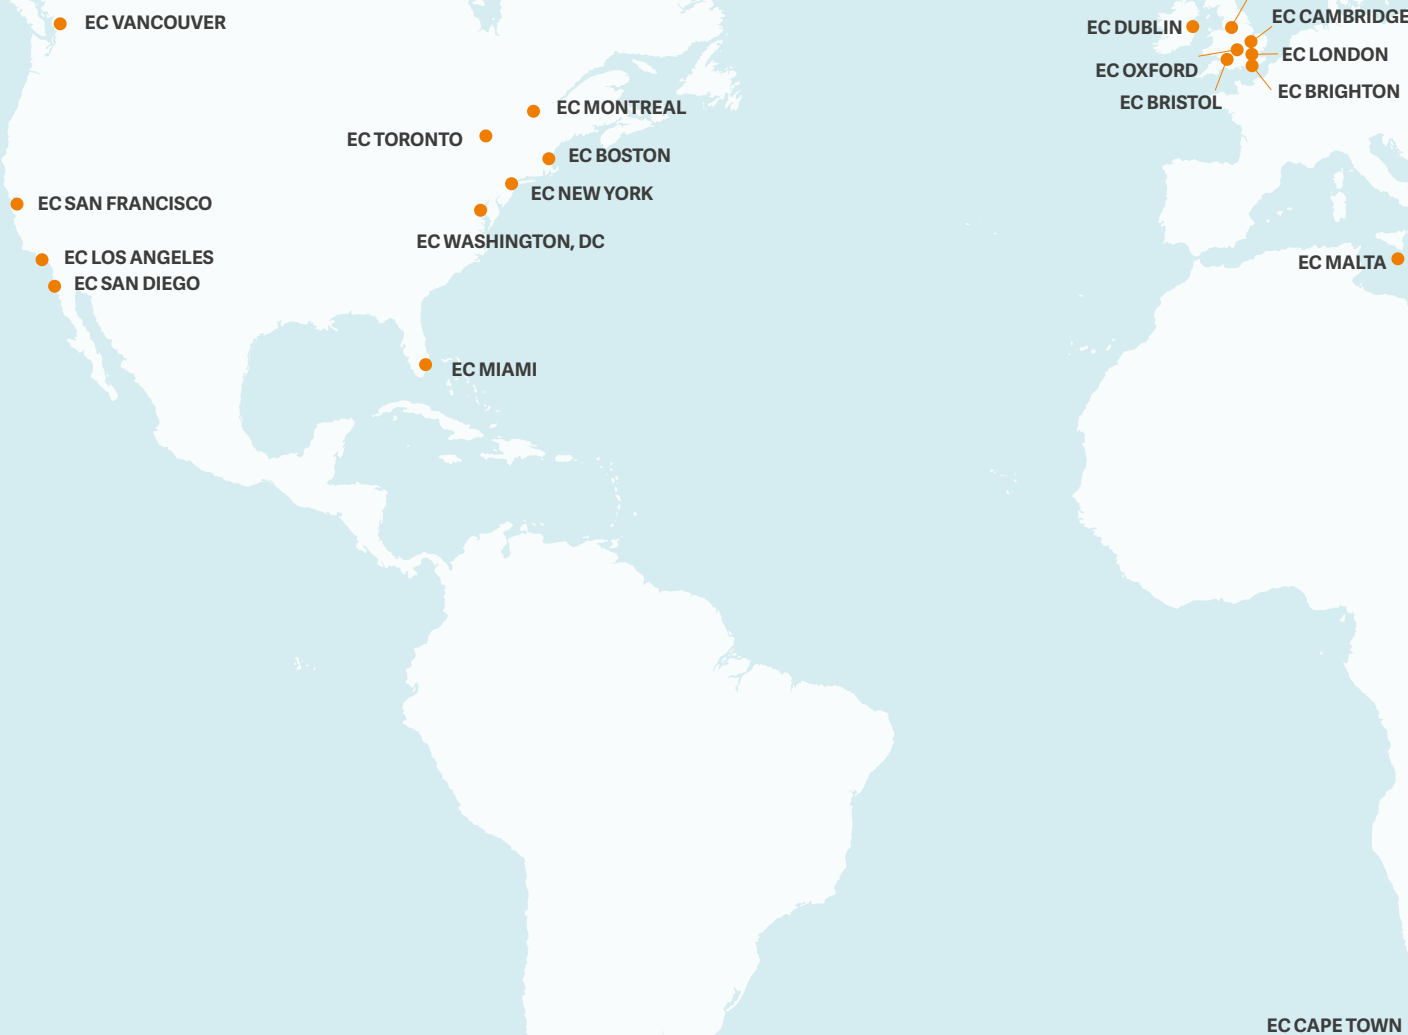 EC VANCOUVER
EC MONTREAL
EC TORONTO
EC BOSTON
EC NEW YORK
EC SAN FRANCISCO
EC WASHINGTON, DC
EC LOS ANGELES
EC SAN DIEGO
EC MIAMI
EC CAMBRIDGE
EC DUBLIN
EC LONDON
EC OXFORD
EC BRIGHTON
EC BRISTOL
EC MALTA
EC CAPE TOWN